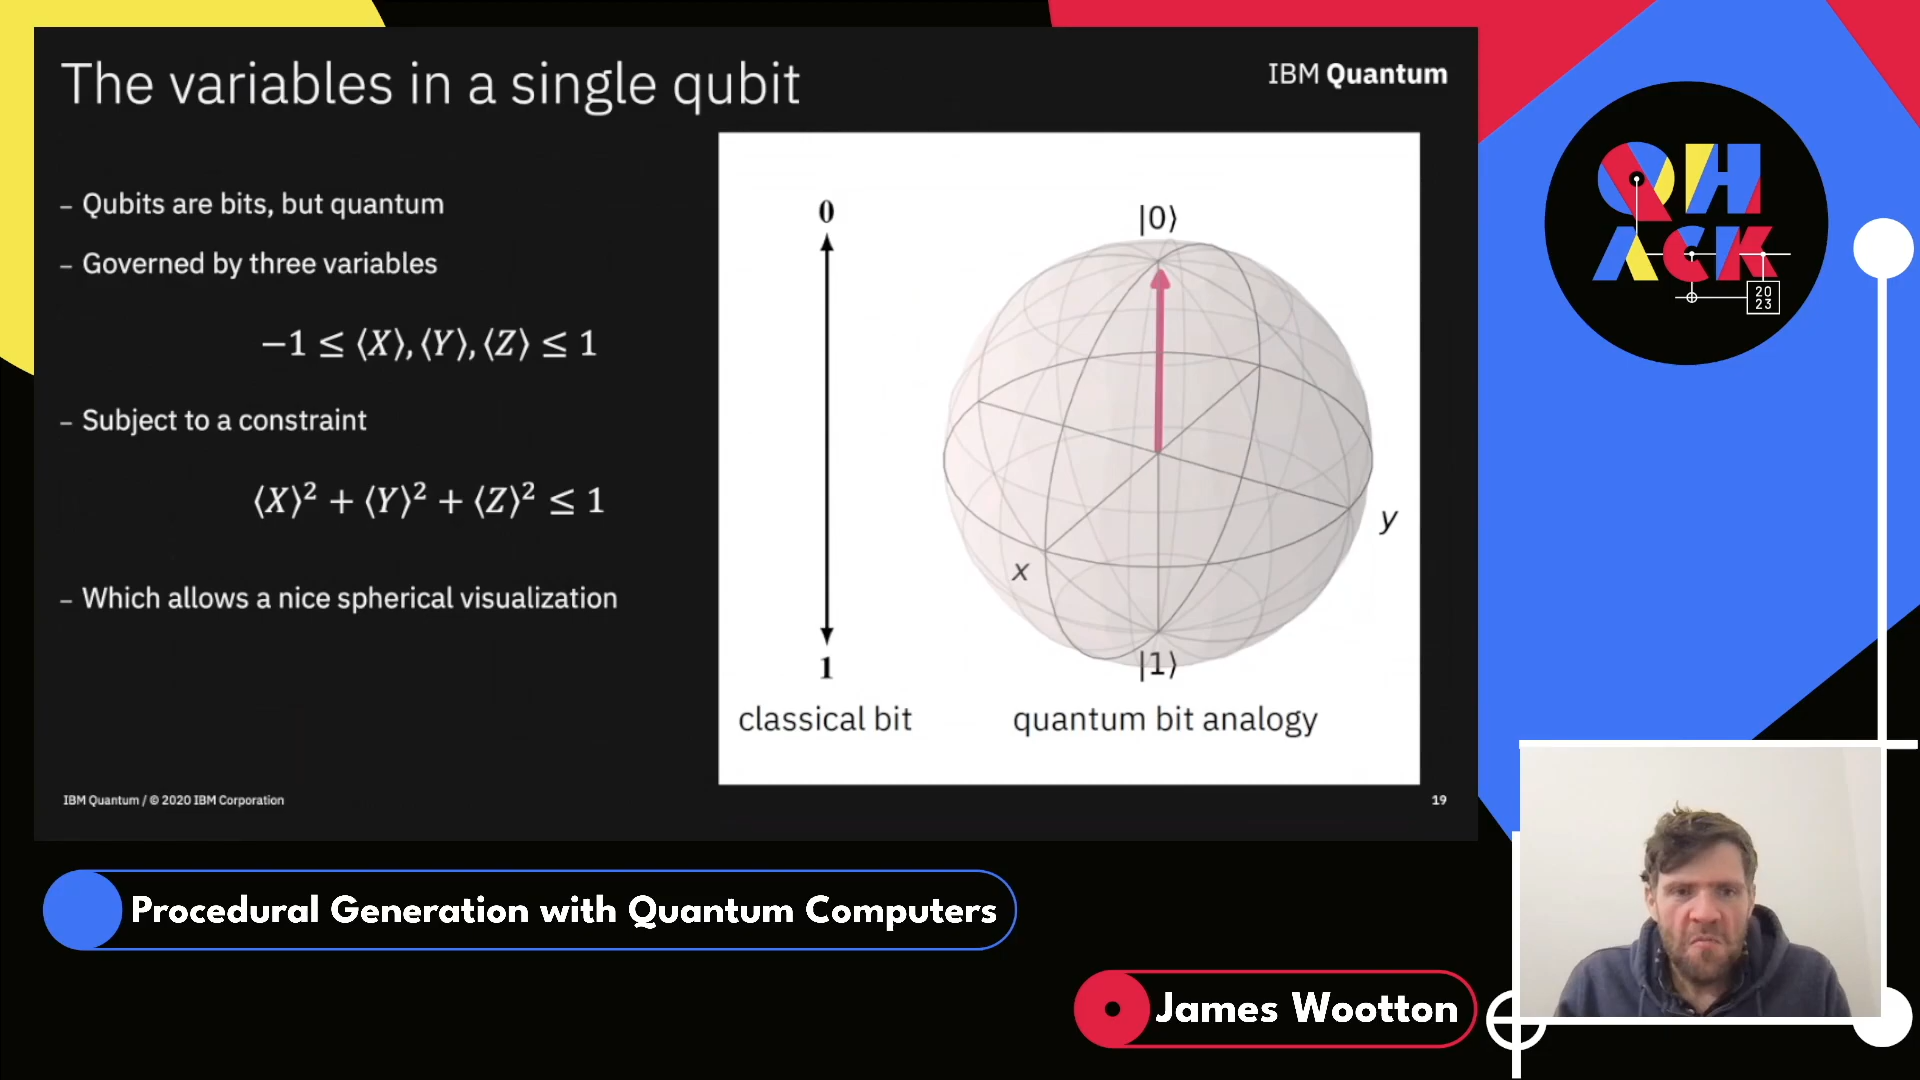 The variables in a single qubit
IBM Quantum
– Qubits are bits, but quantum
– Governed by three variables
−1 ≤ ⟨X⟩, ⟨Y⟩, ⟨Z⟩ ≤ 1
– Subject to a constraint
⟨X⟩² + ⟨Y⟩² + ⟨Z⟩² ≤ 1
– Which allows a nice spherical visualization
0
1
classical bit
|0⟩
x
y
|1⟩
quantum bit analogy
IBM Quantum / © 2020 IBM Corporation
19
QH
ACK
20
23
Procedural Generation with Quantum Computers
James Wootton